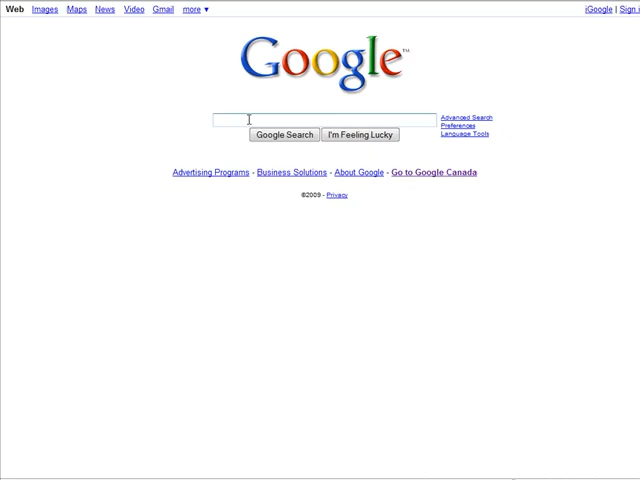 Web Images Maps News Video Gmail more ▼ iGoogle | Sign i
Google™
Advanced Search
Preferences
Language Tools
Google Search I'm Feeling Lucky
Advertising Programs - Business Solutions - About Google - Go to Google Canada
©2009 - Privacy